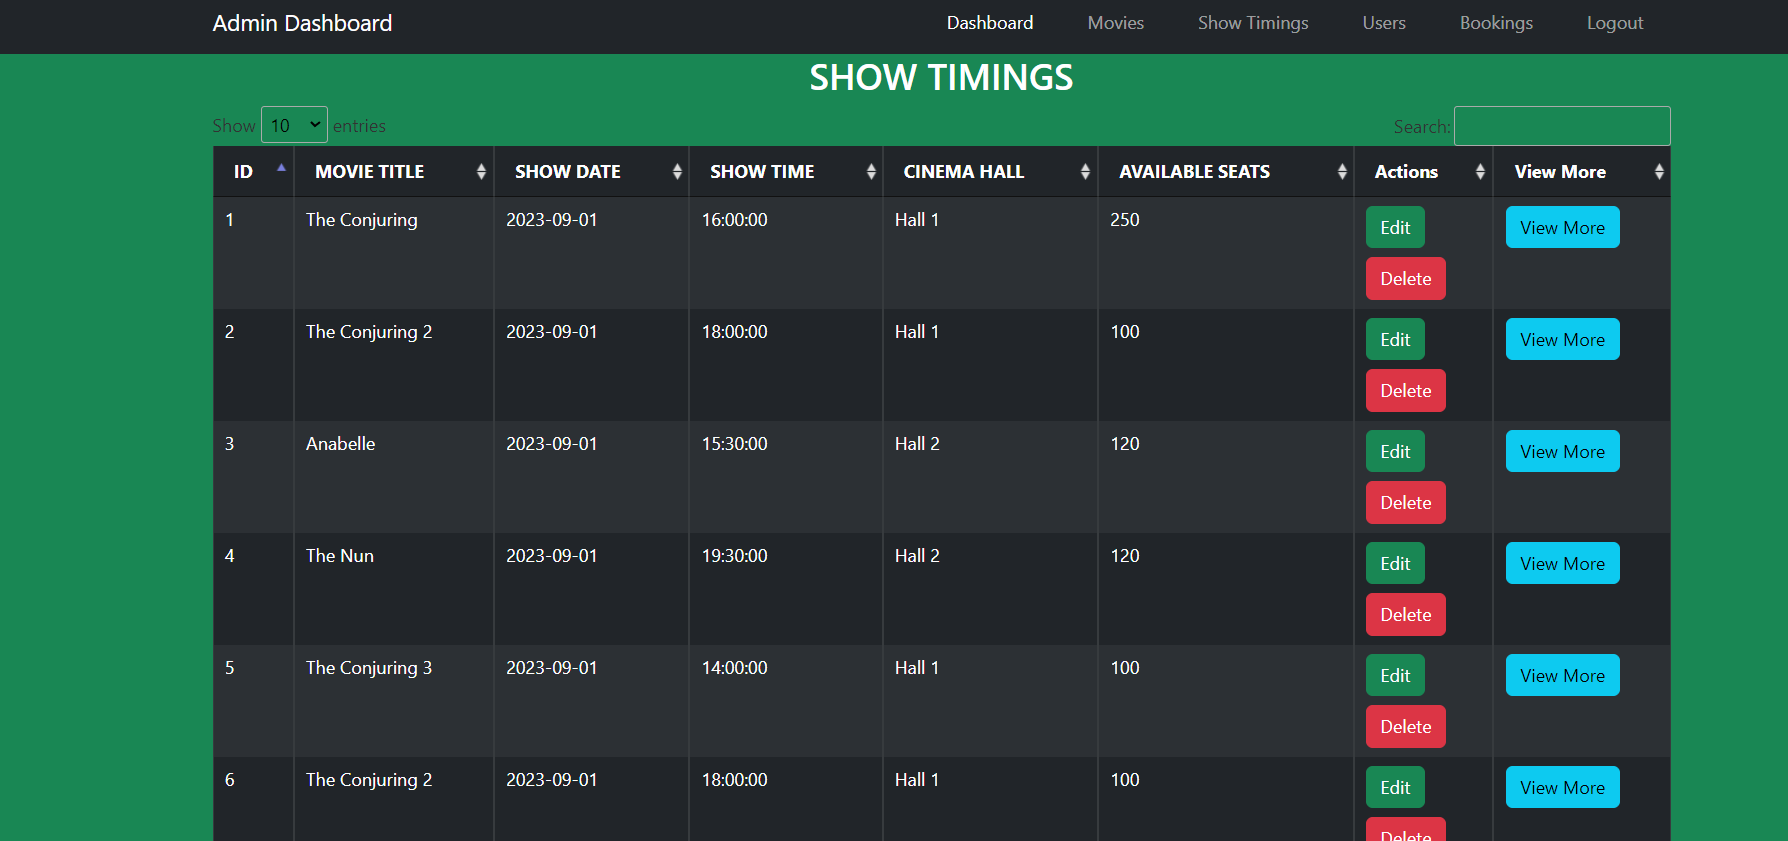 Admin Dashboard Dashboard Movies Show Timings Users Bookings Logout
SHOW TIMINGS
Show 10 entries Search:
ID MOVIE TITLE SHOW DATE SHOW TIME CINEMA HALL AVAILABLE SEATS Actions View More
1 The Conjuring 2023-09-01 16:00:00 Hall 1 250 Edit View More
Delete
2 The Conjuring 2 2023-09-01 18:00:00 Hall 1 100 Edit View More
Delete
3 Anabelle 2023-09-01 15:30:00 Hall 2 120 Edit View More
Delete
4 The Nun 2023-09-01 19:30:00 Hall 2 120 Edit View More
Delete
5 The Conjuring 3 2023-09-01 14:00:00 Hall 1 100 Edit View More
Delete
6 The Conjuring 2 2023-09-01 18:00:00 Hall 1 100 Edit View More
Delete